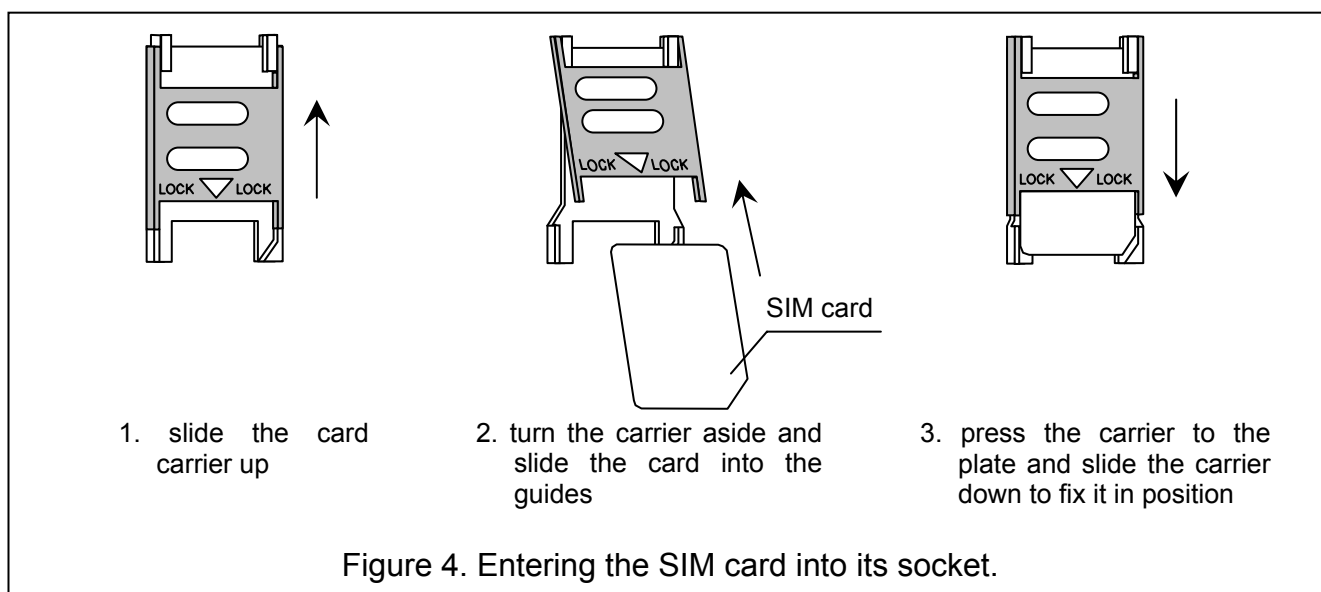 LOCK LOCK
LOCK LOCK
LOCK LOCK
SIM card
1. slide the card
carrier up
2. turn the carrier aside and
slide the card into the
guides
3. press the carrier to the
plate and slide the carrier
down to fix it in position
Figure 4. Entering the SIM card into its socket.